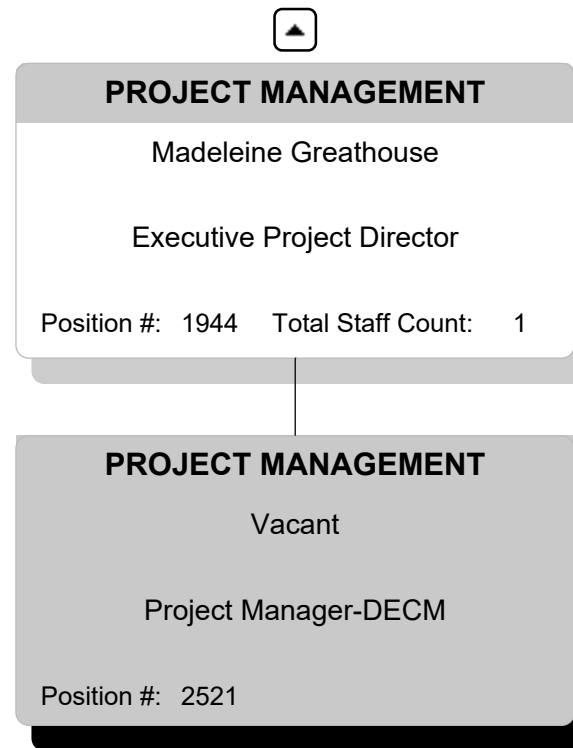 PROJECT MANAGEMENT
Madeleine Greathouse
Executive Project Director
Position #: 1944 Total Staff Count: 1
PROJECT MANAGEMENT
Vacant
Project Manager-DECM
Position #: 2521